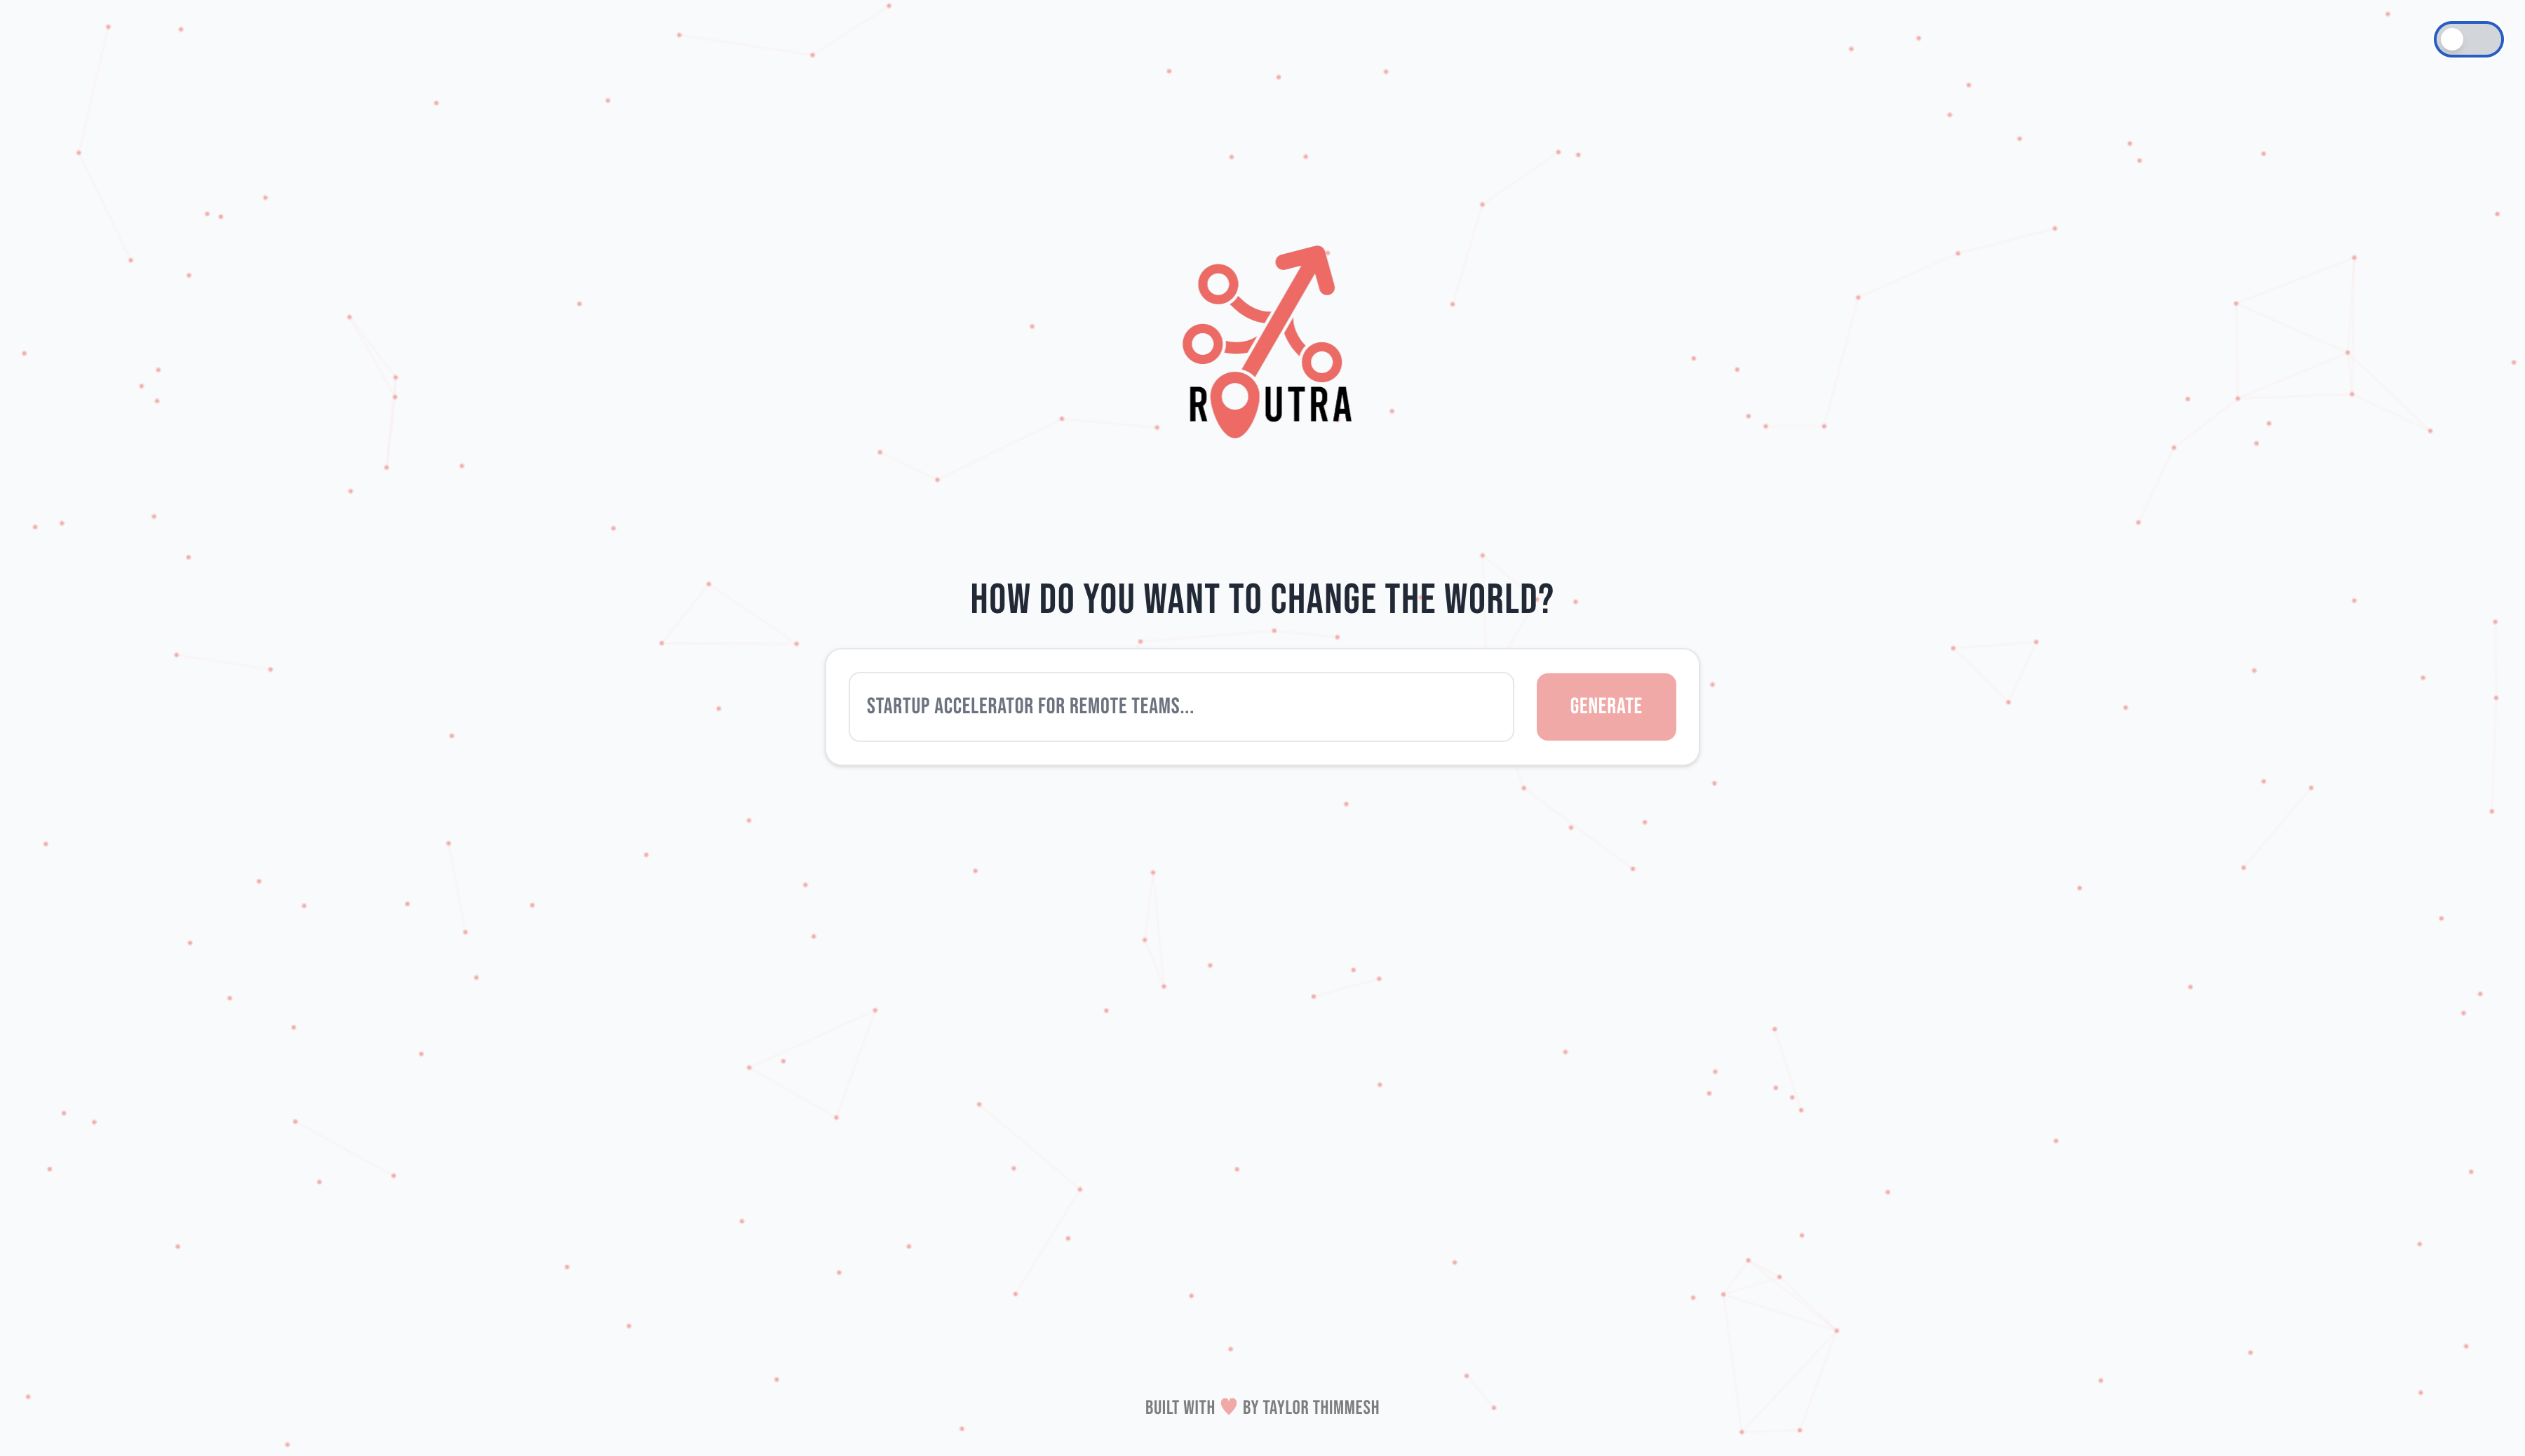 ROUTRA
HOW DO YOU WANT TO CHANGE THE WORLD?
STARTUP ACCELERATOR FOR REMOTE TEAMS...
GENERATE
BUILT WITH ♥ BY TAYLOR THIMMESH